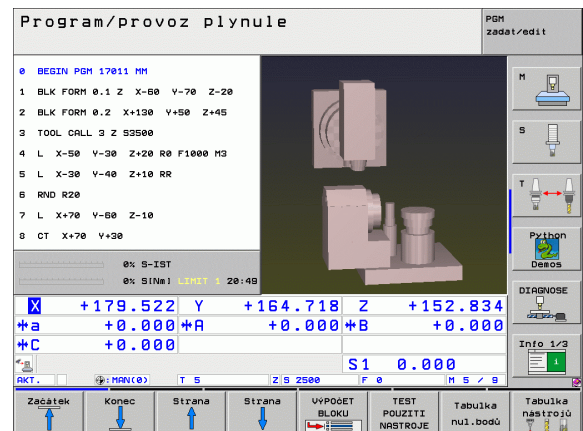 Program/provoz plynule
PGM
zadat/edit
0 BEGIN PGM 17011 MM
1 BLK FORM 0.1 Z X-60 Y-70 Z-20
2 BLK FORM 0.2 X+130 Y+50 Z+45
3 TOOL CALL 3 Z S3500
4 L X-50 Y-30 Z+20 R0 F1000 M3
5 L X-30 Y-40 Z+10 RR
6 RND R20
7 L X+70 Y-60 Z-10
8 CT X+70 Y+30
0% S-IST
0% S[Nm] LIMIT 1 20:49
X +179.522 Y +164.718 Z +152.834
a +0.000 A +0.000 B +0.000
C +0.000
S1 0.000
AKT. : MAN(0) T 5 Z S 2500 F 0 M 5 / 9
M
S
T
Python
Demos
DIAGNOSE
Info 1/3
i
Začátek
Konec
Strana
Strana
VÝPOČET
BLOKU
TEST
POUZITI
NASTROJE
Tabulka
nul.bodů
Tabulka
nástrojů